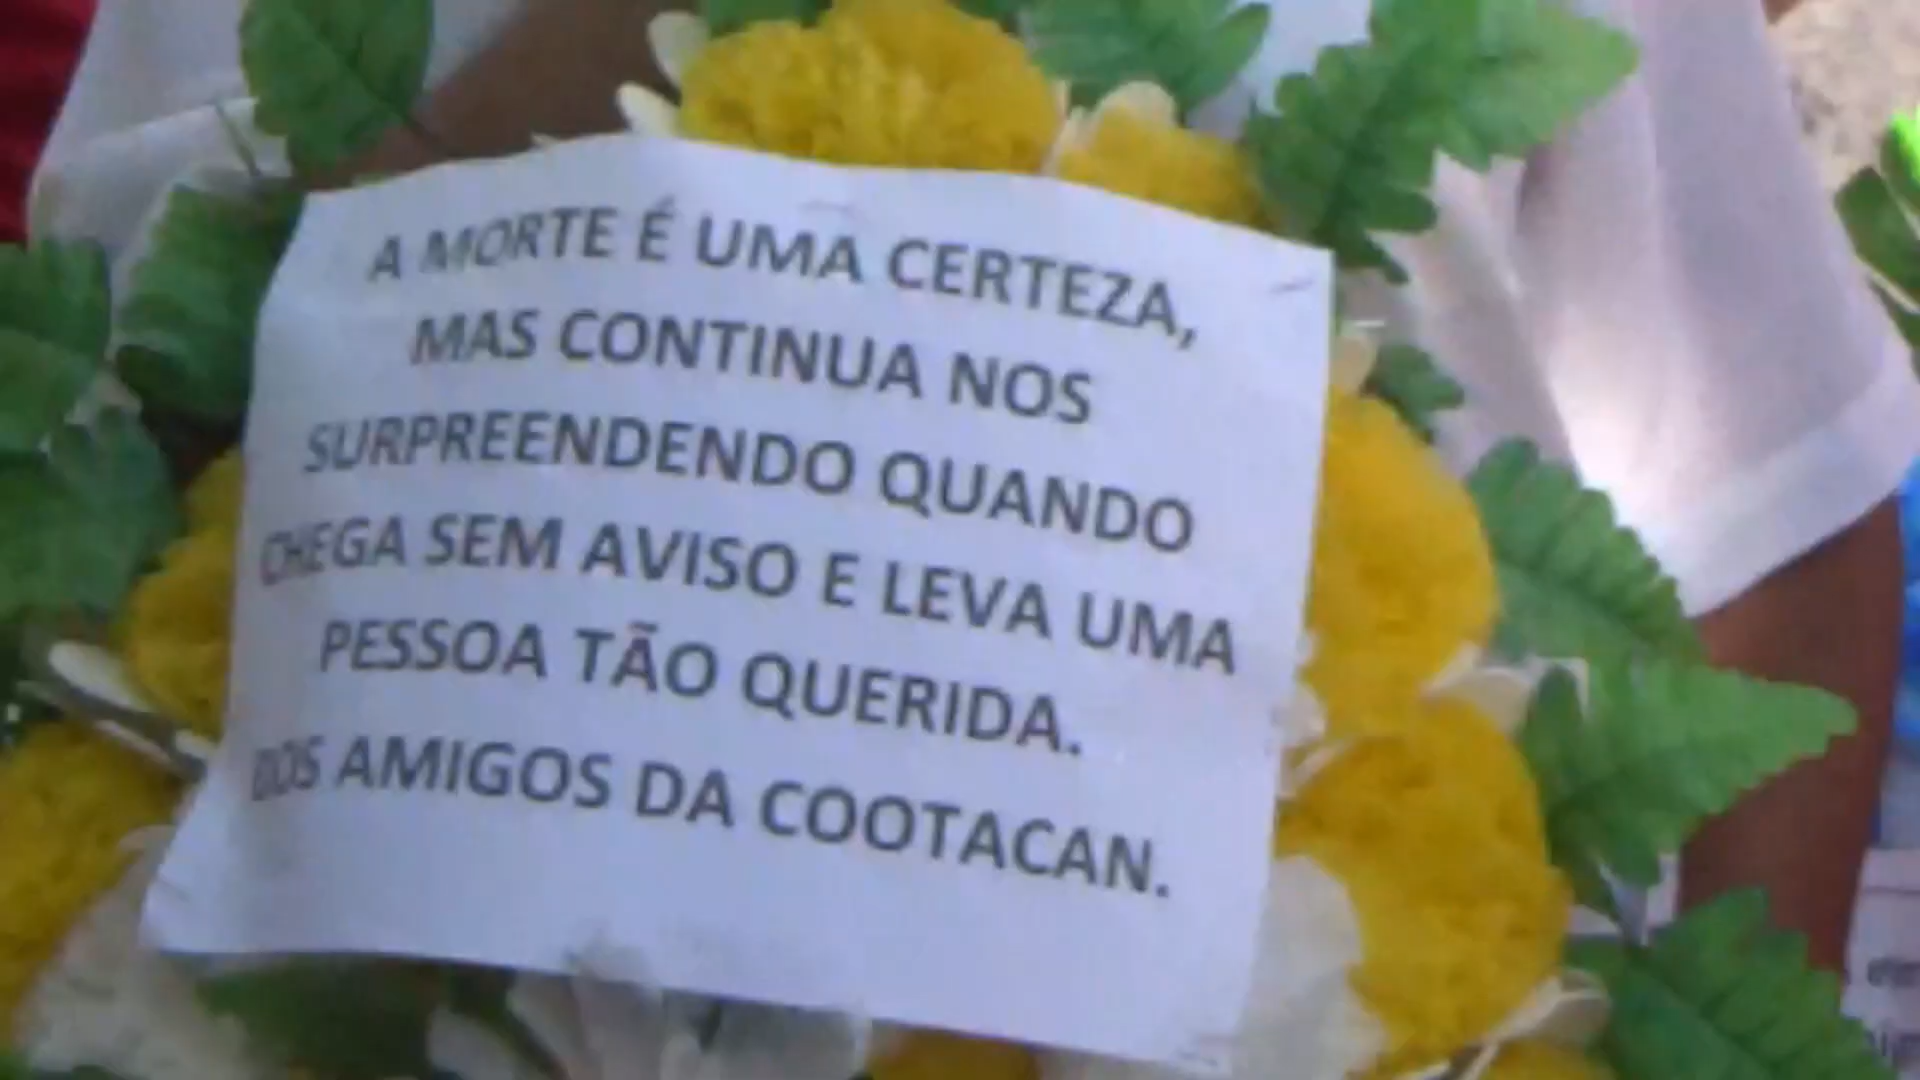 A MORTE É UMA CERTEZA,
MAS CONTINUA NOS
SURPREENDENDO QUANDO
CHEGA SEM AVISO E LEVA UMA
PESSOA TÃO QUERIDA.
DOS AMIGOS DA COOTACAN.